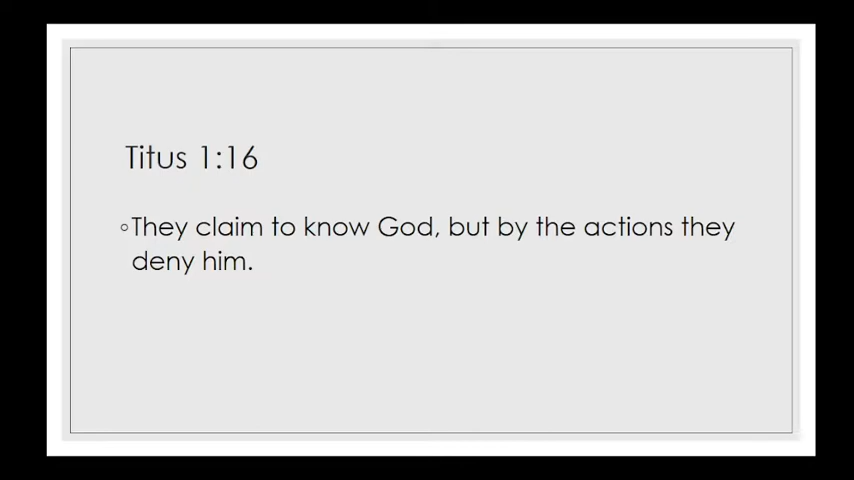 Titus 1:16
◦They claim to know God, but by the actions they
deny him.